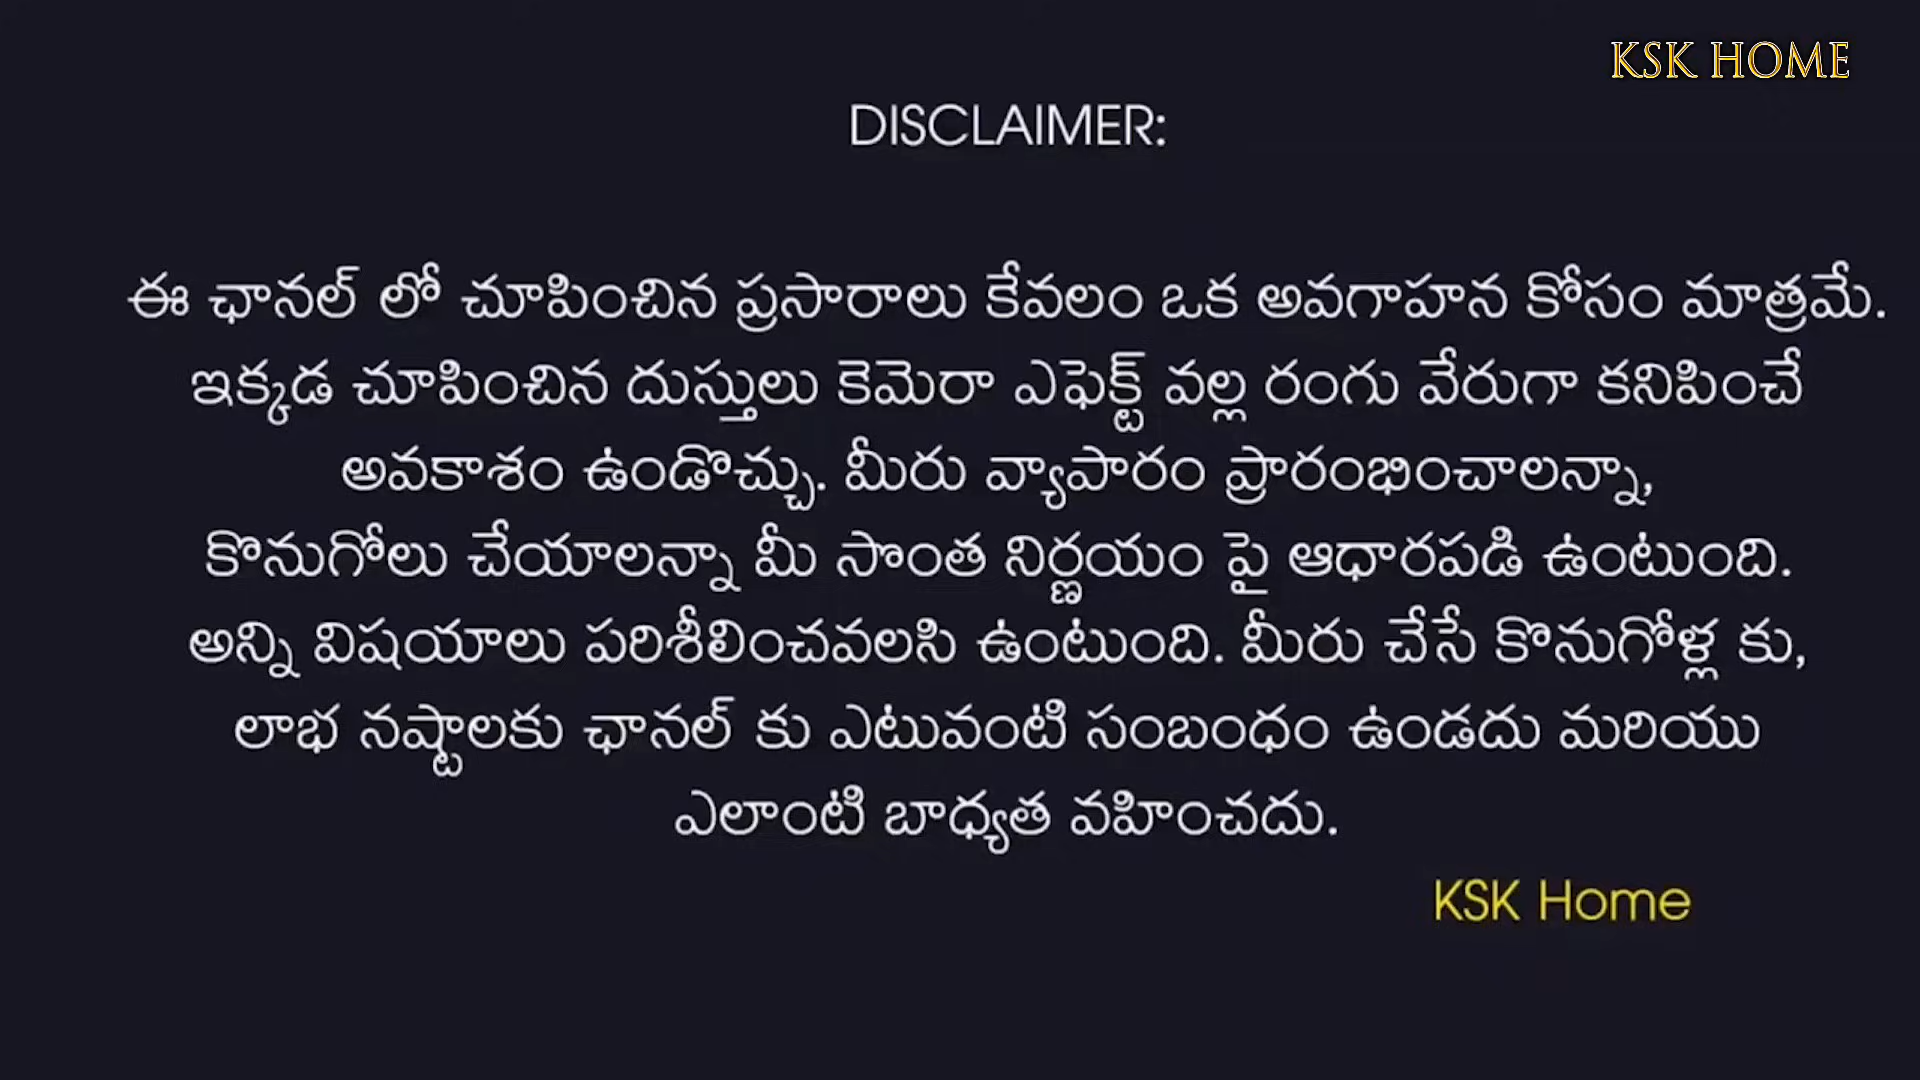 KSK HOME
DISCLAIMER:
ఈ ఛానల్ లో చూపించిన ప్రసారాలు కేవలం ఒక అవగాహన కోసం మాత్రమే.
ఇక్కడ చూపించిన దుస్తులు కెమెరా ఎఫెక్ట్ వల్ల రంగు వేరుగా కనిపించే
అవకాశం ఉండొచ్చు. మీరు వ్యాపారం ప్రారంభించాలన్నా,
కొనుగోలు చేయాలన్నా మీ సొంత నిర్ణయం పై ఆధారపడి ఉంటుంది.
అన్ని విషయాలు పరిశీలించవలసి ఉంటుంది. మీరు చేసే కొనుగోళ్ల కు,
లాభ నష్టాలకు ఛానల్ కు ఎటువంటి సంబంధం ఉండదు మరియు
ఎలాంటి బాధ్యత వహించదు.
KSK Home